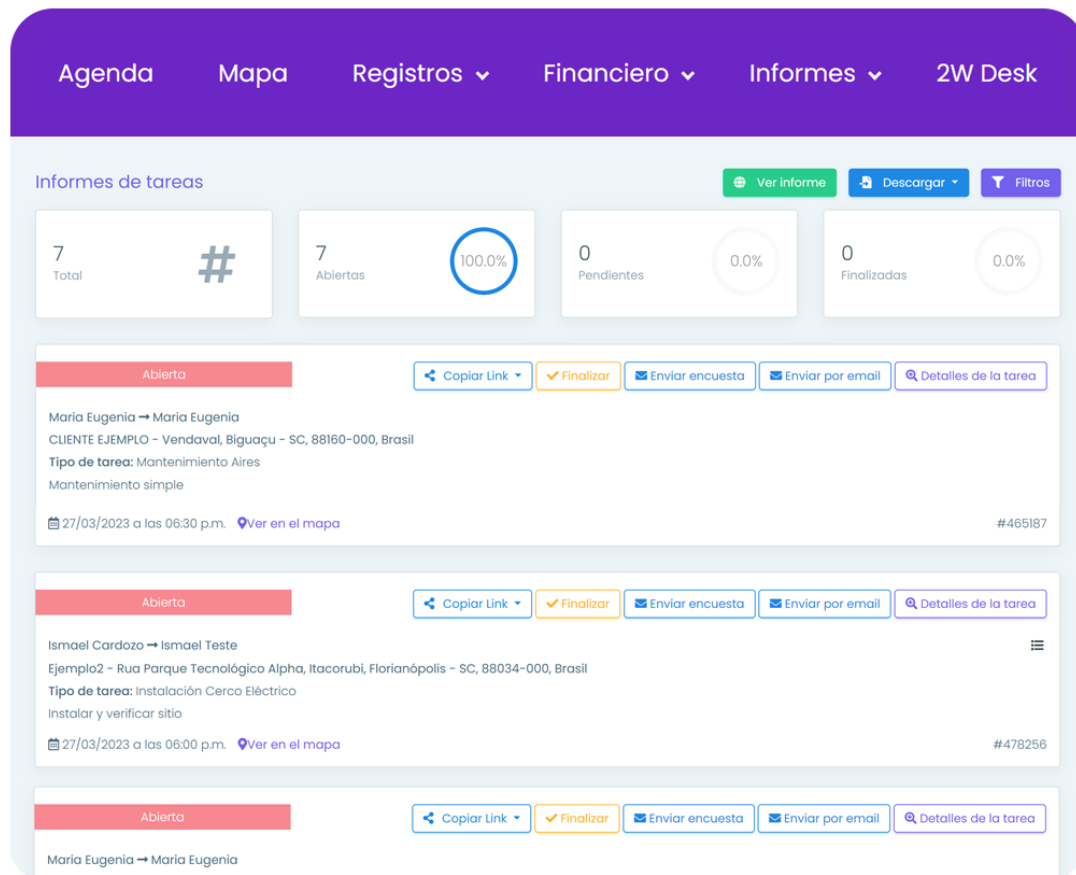 Agenda Mapa Registros Financiero Informes 2W Desk
Informes de tareas Ver informe Descargar Filtros
7 # 7 100.0% 0 0.0% 0 0.0%
Total Abiertas Pendientes Finalizadas
Abierta Copiar Link Finalizar Enviar encuesta Enviar por email Detalles de la tarea
Maria Eugenia → Maria Eugenia
CLIENTE EJEMPLO - Vendaval, Biguaçu - SC, 88160-000, Brasil
Tipo de tarea: Mantenimiento Aires
Mantenimiento simple
27/03/2023 a las 06:30 p.m. Ver en el mapa #465187
Abierta Copiar Link Finalizar Enviar encuesta Enviar por email Detalles de la tarea
Ismael Cardozo → Ismael Teste
Ejemplo2 - Rua Parque Tecnológico Alpha, Itacorubi, Florianópolis - SC, 88034-000, Brasil
Tipo de tarea: Instalación Cerco Eléctrico
Instalar y verificar sitio
27/03/2023 a las 06:00 p.m. Ver en el mapa #478256
Abierta Copiar Link Finalizar Enviar encuesta Enviar por email Detalles de la tarea
Maria Eugenia → Maria Eugenia